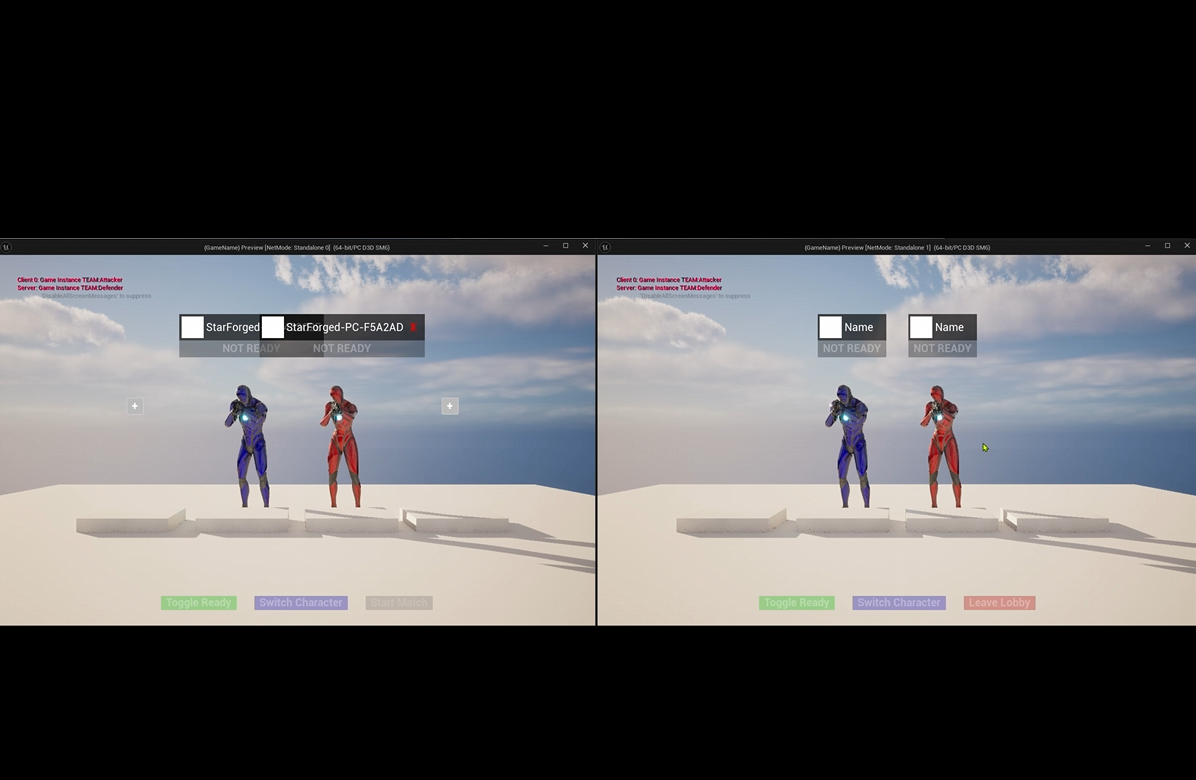 {GameName} Preview [NetMode: Standalone 0] (64-bit/PC D3D SM6)
Client 0: Game Instance TEAM:Attacker
Server: Game Instance TEAM:Defender
'DisableAllScreenMessages' to suppress
StarForged
StarForged-PC-F5A2AD X
NOT READY
NOT READY
+
+
Toggle Ready
Switch Character
Start Match
{GameName} Preview [NetMode: Standalone 1] (64-bit/PC D3D SM6)
Client 0: Game Instance TEAM:Attacker
Server: Game Instance TEAM:Defender
'DisableAllScreenMessages' to suppress
Name
Name
NOT READY
NOT READY
Toggle Ready
Switch Character
Leave Lobby